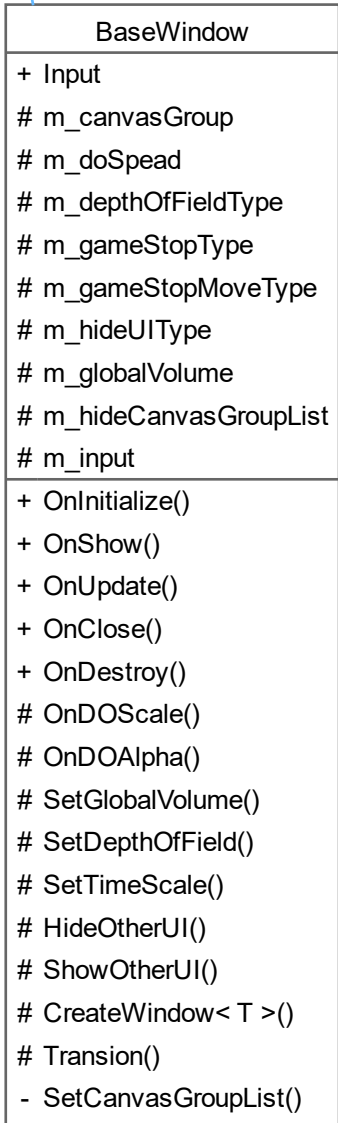 BaseWindow
+ Input
# m_canvasGroup
# m_doSpead
# m_depthOfFieldType
# m_gameStopType
# m_gameStopMoveType
# m_hideUIType
# m_globalVolume
# m_hideCanvasGroupList
# m_input
+ OnInitialize()
+ OnShow()
+ OnUpdate()
+ OnClose()
+ OnDestroy()
# OnDOScale()
# OnDOAlpha()
# SetGlobalVolume()
# SetDepthOfField()
# SetTimeScale()
# HideOtherUI()
# ShowOtherUI()
# CreateWindow< T >()
# Transion()
- SetCanvasGroupList()